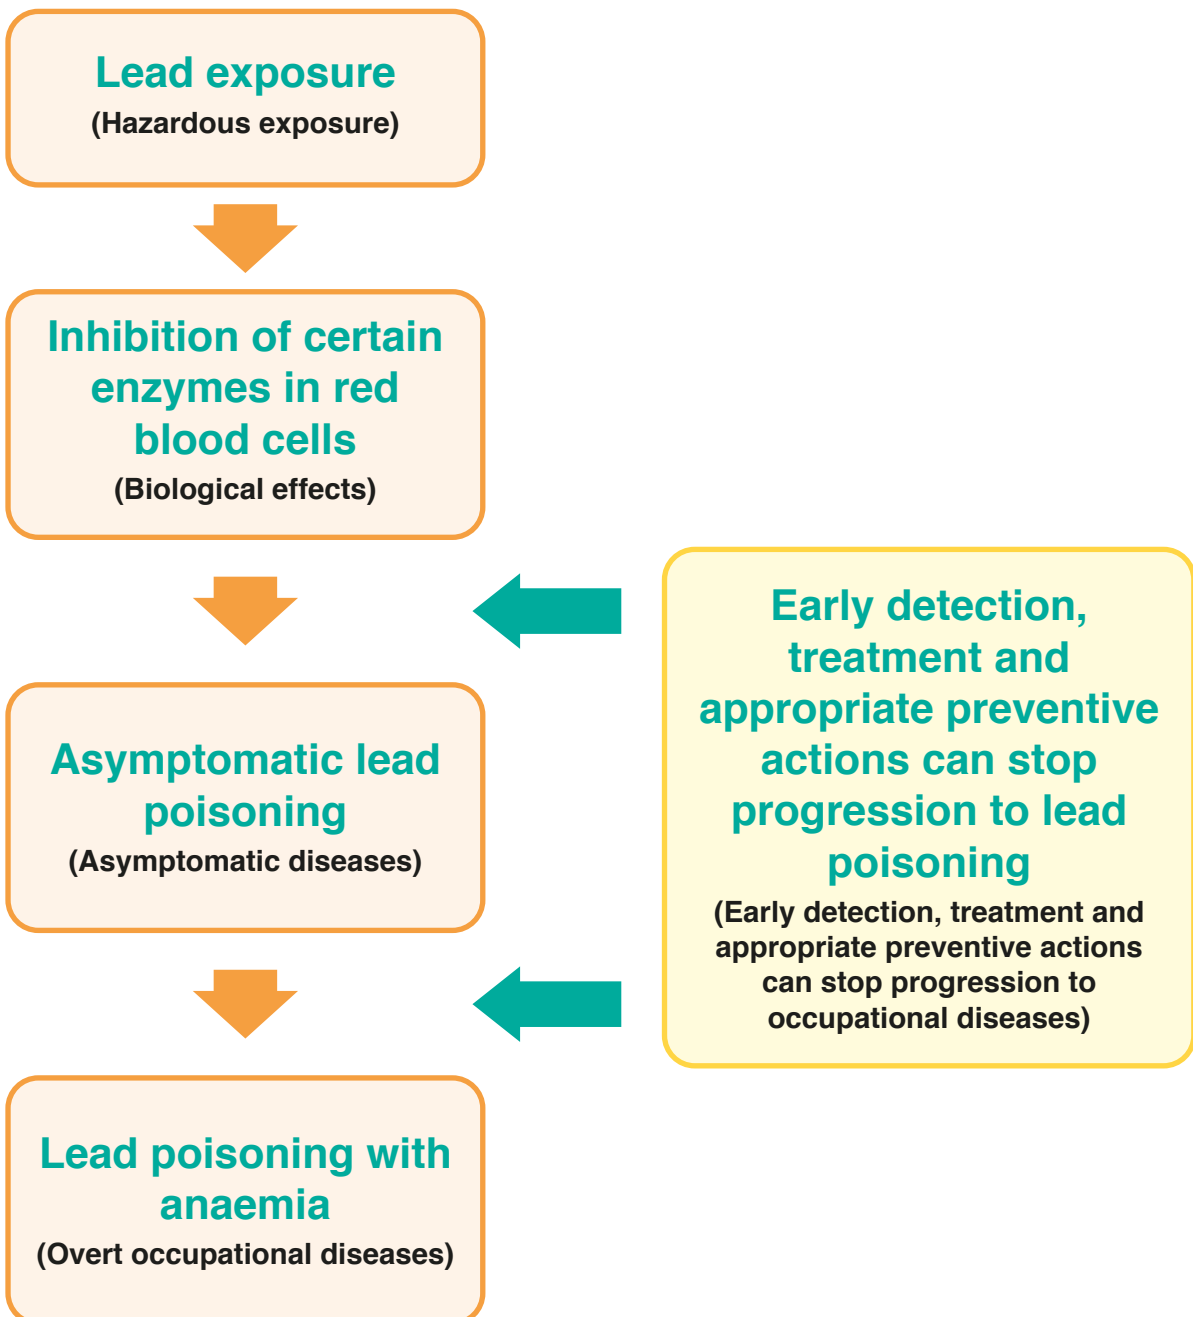 Lead exposure
(Hazardous exposure)
Inhibition of certain
enzymes in red
blood cells
(Biological effects)
Early detection,
treatment and
appropriate preventive
actions can stop
progression to lead
poisoning
(Early detection, treatment and
appropriate preventive actions
can stop progression to
occupational diseases)
Asymptomatic lead
poisoning
(Asymptomatic diseases)
Lead poisoning with
anaemia
(Overt occupational diseases)